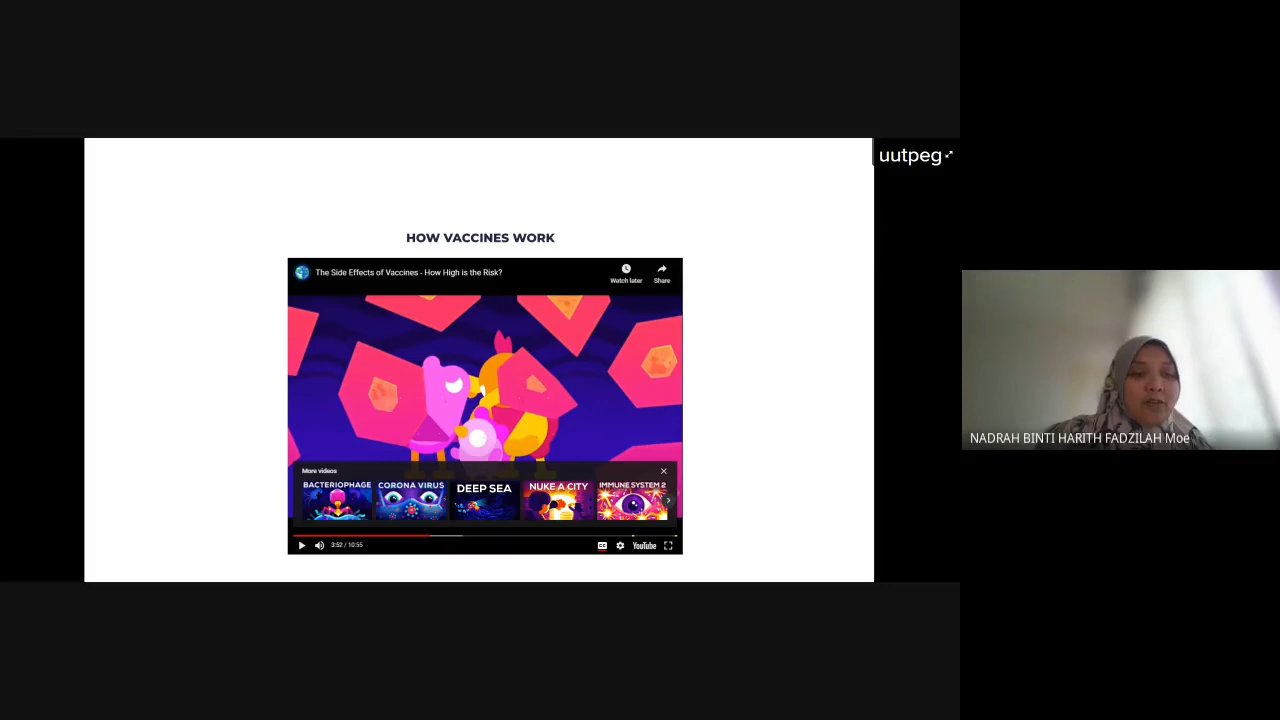 uutpeg
HOW VACCINES WORK
The Side Effects of Vaccines - How High is the Risk?
Watch later
Share
More videos
BACTERIOPHAGE
CORONA VIRUS
DEEP SEA
NUKE A CITY
IMMUNE SYSTEM 2
3:52 / 10:55
CC
YouTube
NADRAH BINTI HARITH FADZILAH Moe